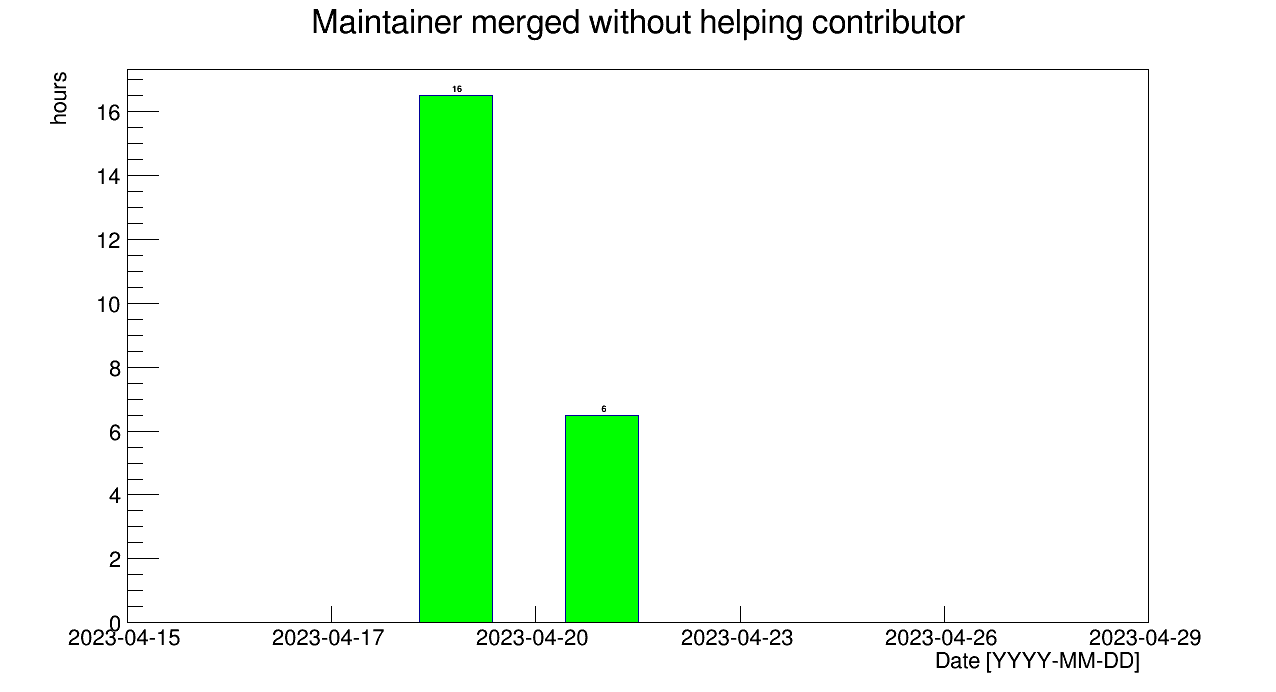 Maintainer merged without helping contributor
hours
16
14
12
10
8
6
4
2
0
16
6
2023-04-15 2023-04-17 2023-04-20 2023-04-23 2023-04-26 2023-04-29
Date [YYYY-MM-DD]